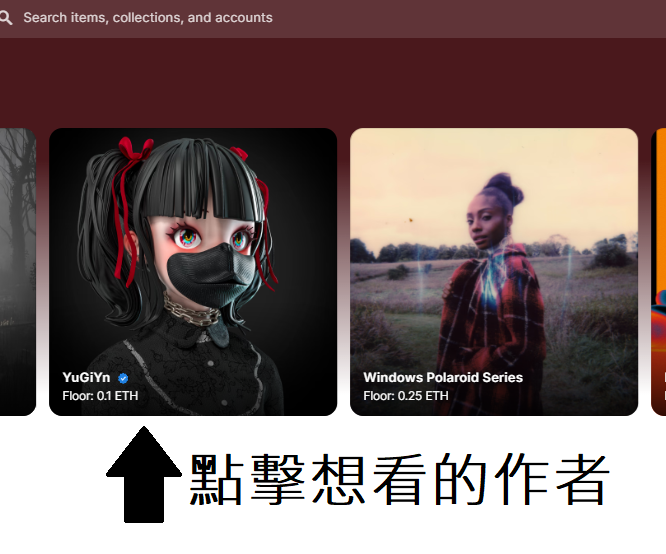 Search items, collections, and accounts
YuGiYn
Floor: 0.1 ETH
Windows Polaroid Series
Floor: 0.25 ETH
點擊想看的作者